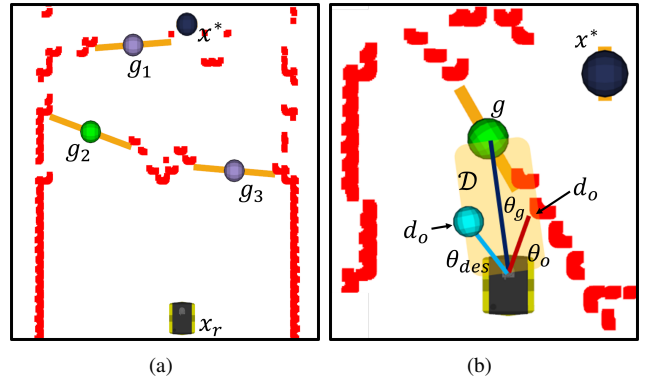 x*
g₁
g₂
g₃
xᵣ
(a)
x*
g
𝒟
θg
dₒ
dₒ
θdes
θₒ
(b)